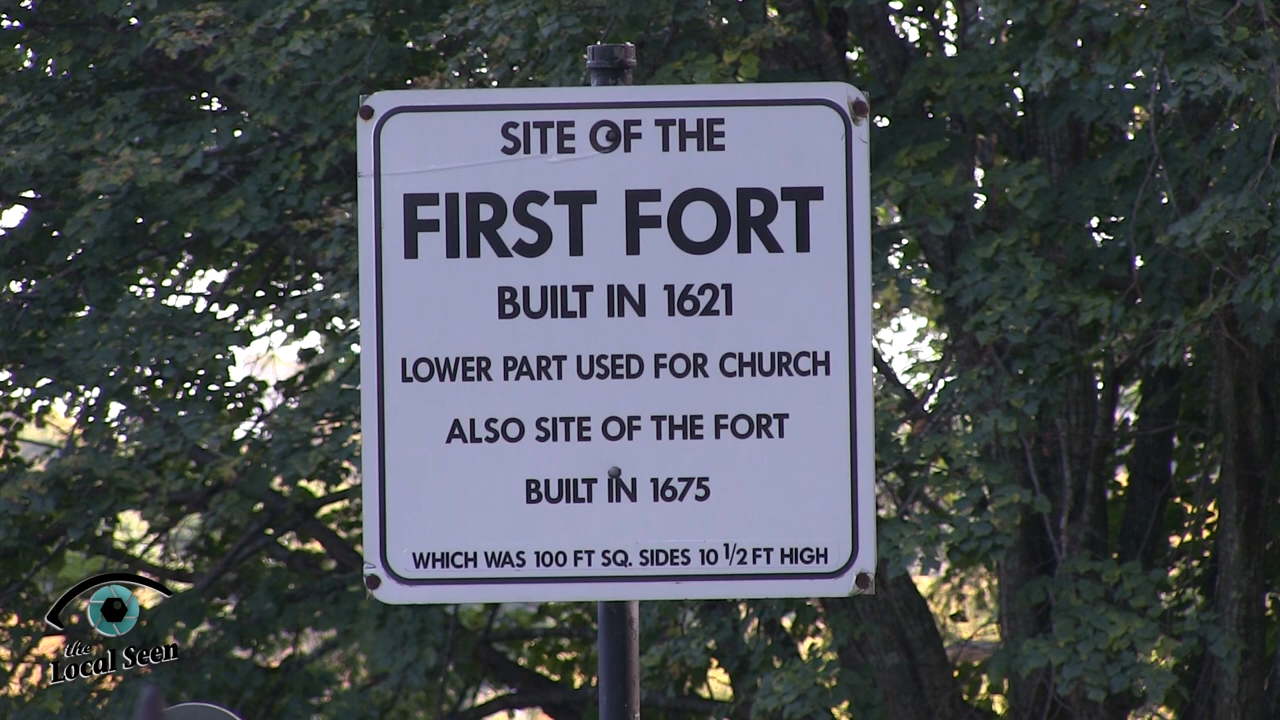 SITE OF THE
FIRST FORT
BUILT IN 1621
LOWER PART USED FOR CHURCH
ALSO SITE OF THE FORT
BUILT IN 1675
WHICH WAS 100 FT SQ. SIDES 10 1/2 FT HIGH
the
Local Seen